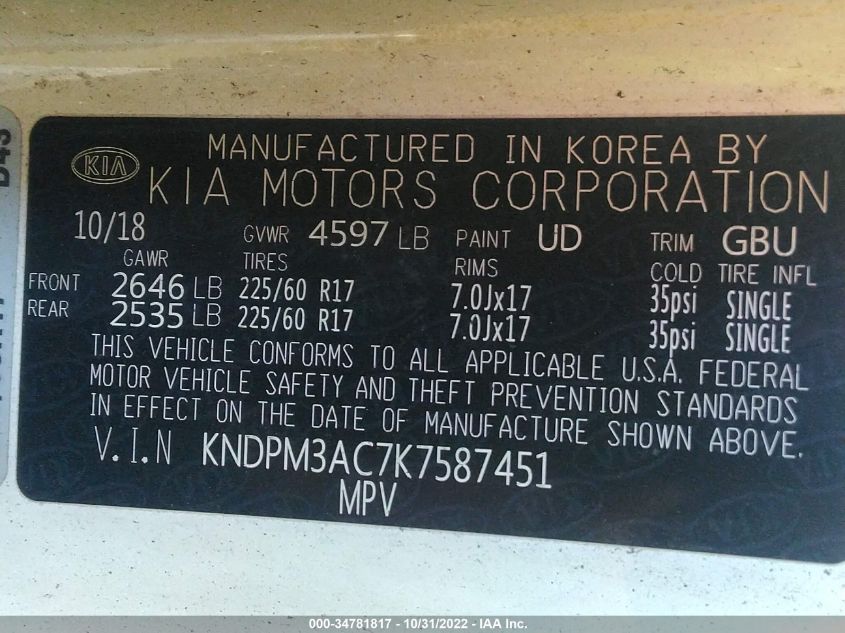 MANUFACTURED IN KOREA BY
KIA
KIA MOTORS CORPORATION
10/18 GVWR 4597 LB PAINT UD TRIM GBU
GAWR TIRES RIMS COLD TIRE INFL
FRONT 2646 LB 225/60 R17 7.0Jx17 35psi SINGLE
REAR 2535 LB 225/60 R17 7.0Jx17 35psi SINGLE
THIS VEHICLE CONFORMS TO ALL APPLICABLE U.S.A. FEDERAL
MOTOR VEHICLE SAFETY AND THEFT PREVENTION STANDARDS
IN EFFECT ON THE DATE OF MANUFACTURE SHOWN ABOVE.
V.I.N KNDPM3AC7K7587451
MPV
000-34781817 - 10/31/2022 - IAA Inc.